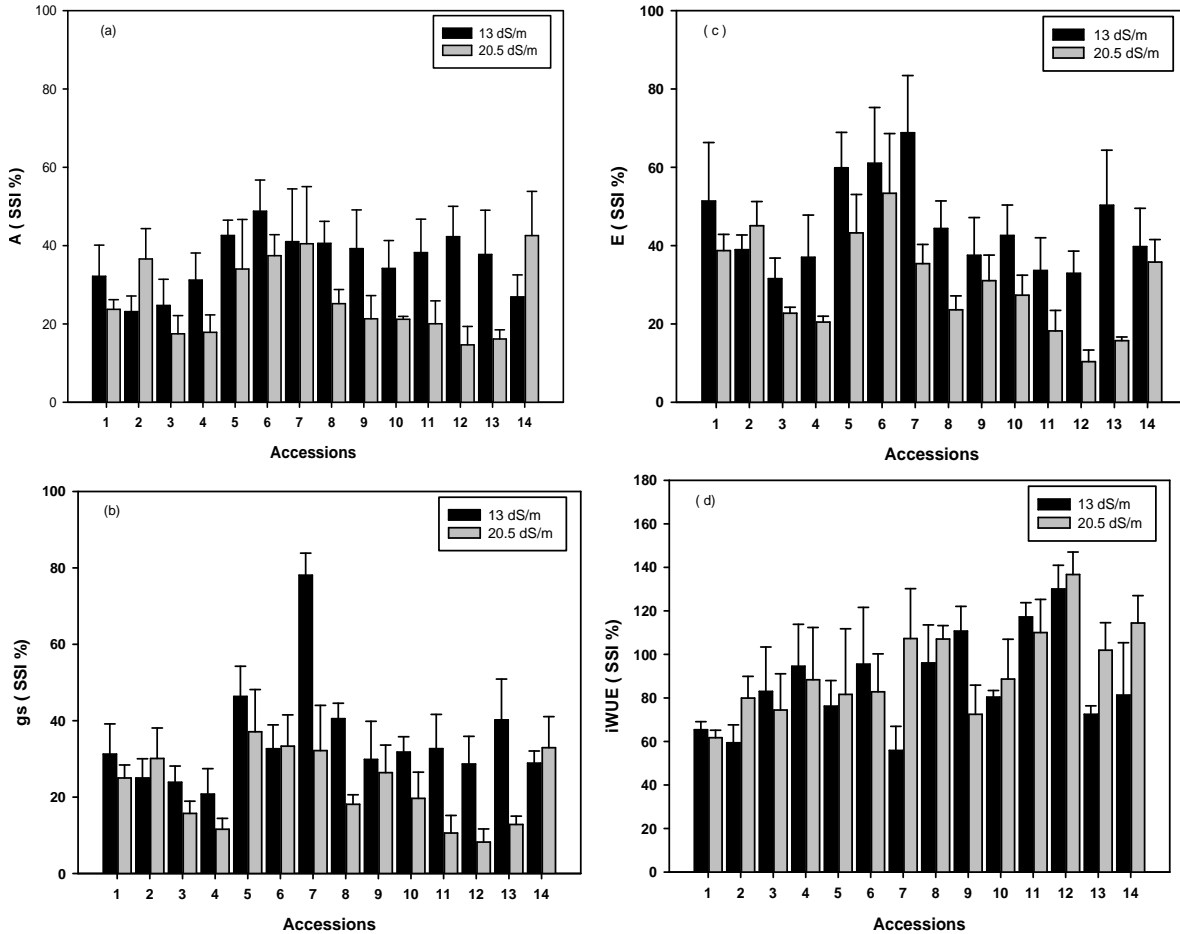 (a)
13 dS/m
20.5 dS/m
A ( SSI %)
100
80
60
40
20
0
1 2 3 4 5 6 7 8 9 10 11 12 13 14
Accessions
( c )
13 dS/m
20.5 dS/m
E ( SSI %)
100
80
60
40
20
0
1 2 3 4 5 6 7 8 9 10 11 12 13 14
Accessions
(b)
13 dS/m
20.5 dS/m
gs ( SSI %)
100
80
60
40
20
0
1 2 3 4 5 6 7 8 9 10 11 12 13 14
Accessions
( d)
13 dS/m
20.5 dS/m
iWUE ( SSI %)
180
160
140
120
100
80
60
40
20
0
1 2 3 4 5 6 7 8 9 10 11 12 13 14
Accessions